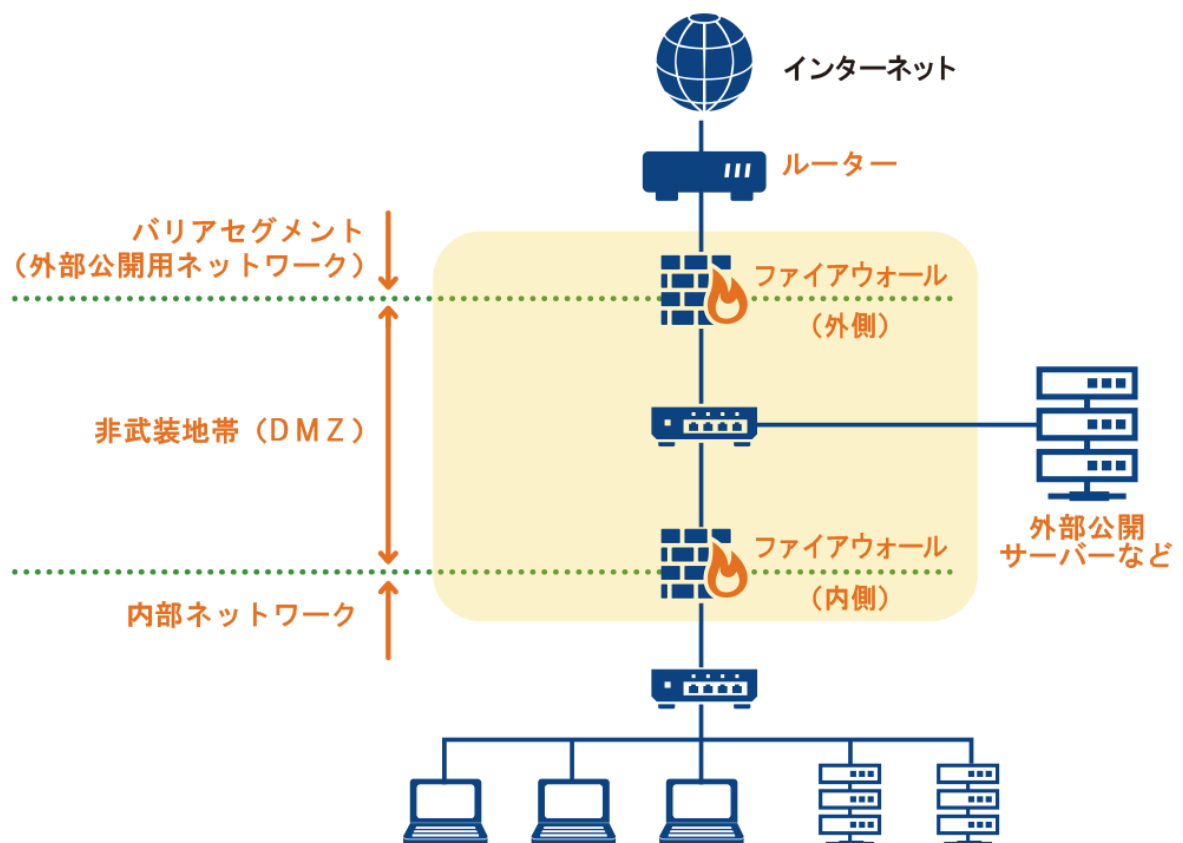 インターネット
ルーター
バリアセグメント
（外部公開用ネットワーク）
ファイアウォール
（外側）
非武装地帯（ＤＭＺ）
外部公開
サーバーなど
ファイアウォール
（内側）
内部ネットワーク